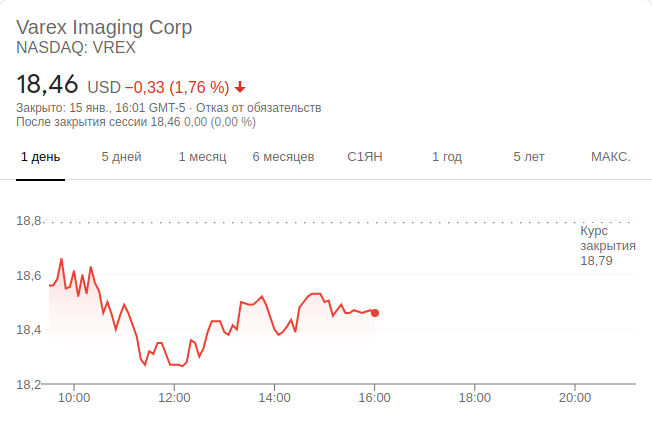 Varex Imaging Corp
NASDAQ: VREX
18,46 USD −0,33 (1,76 %)
Закрыто: 15 янв., 16:01 GMT-5 · Отказ от обязательств
После закрытия сессии 18,46 0,00 (0,00 %)
1 день 5 дней 1 месяц 6 месяцев С1ЯН 1 год 5 лет МАКС.
18,8
Курс
закрытия
18,79
18,6
18,4
18,2
10:00 12:00 14:00 16:00 18:00 20:00